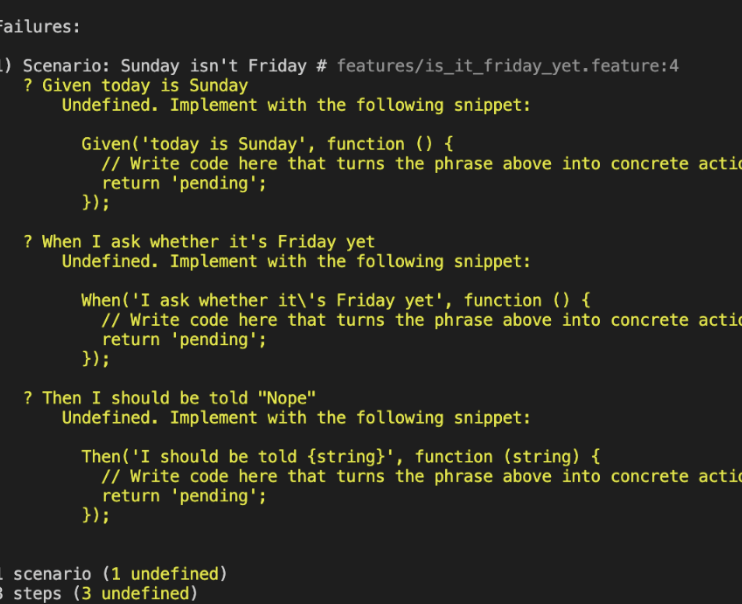 Failures:
1) Scenario: Sunday isn't Friday # features/is_it_friday_yet.feature:4
? Given today is Sunday
Undefined. Implement with the following snippet:
Given('today is Sunday', function () {
// Write code here that turns the phrase above into concrete actio
return 'pending';
});
? When I ask whether it's Friday yet
Undefined. Implement with the following snippet:
When('I ask whether it\'s Friday yet', function () {
// Write code here that turns the phrase above into concrete actio
return 'pending';
});
? Then I should be told "Nope"
Undefined. Implement with the following snippet:
Then('I should be told {string}', function (string) {
// Write code here that turns the phrase above into concrete actio
return 'pending';
});
1 scenario (1 undefined)
3 steps (3 undefined)